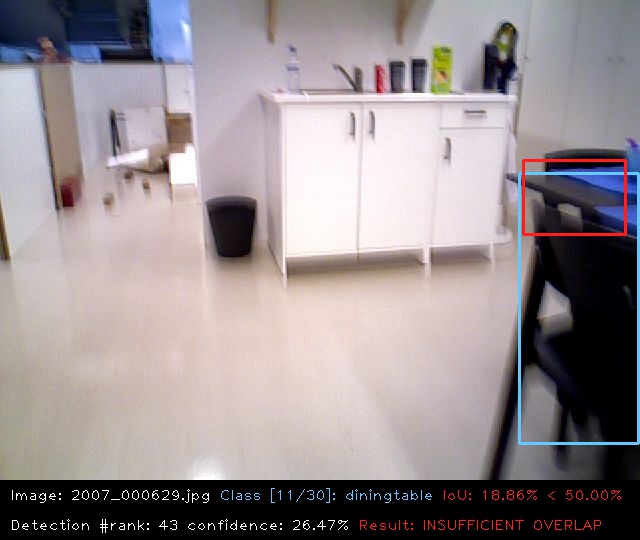 Image: 2007_000629.jpg Class [11/30]: diningtable IoU: 18.86% < 50.00%
Detection #rank: 43 confidence: 26.47% Result: INSUFFICIENT OVERLAP